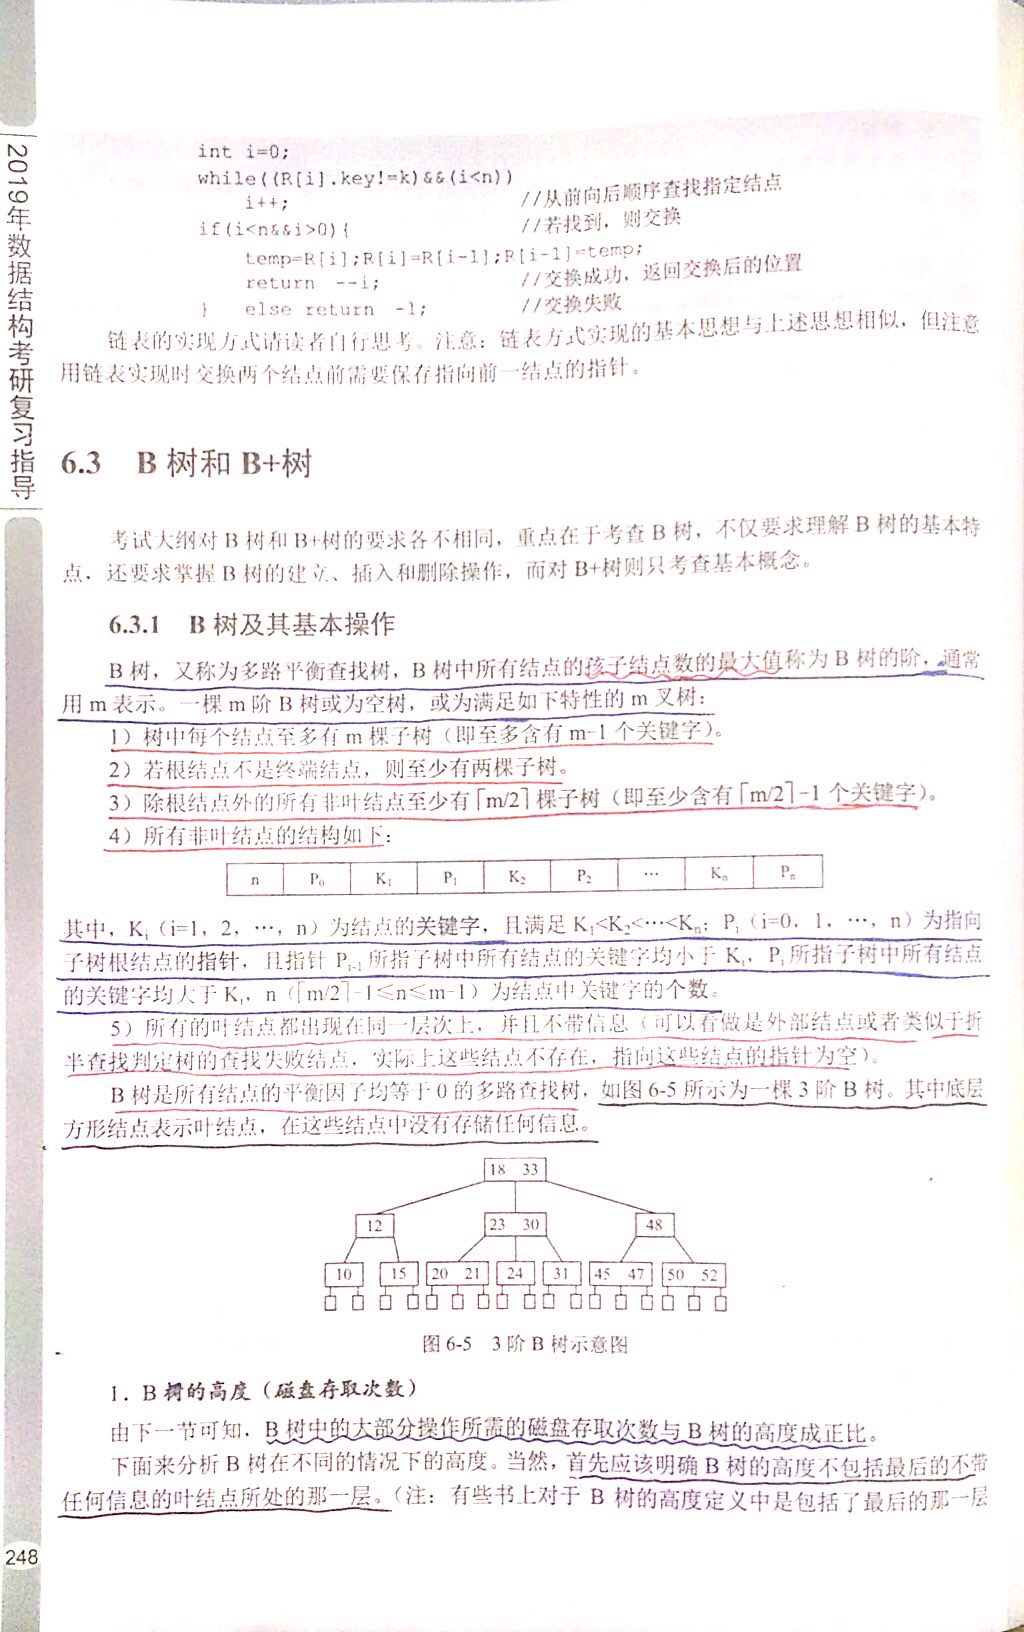 2019年数据结构考研复习指导
int i=0;
while((R[i].key!=k)&&(i<n))
i++; //从前向后顺序查找指定结点
if(i<n&&i>0){ //若找到，则交换
temp=R[i];R[i]=R[i-1];R[i-1]=temp;
return --i; //交换成功，返回交换后的位置
} else return -1; //交换失败
链表的实现方式请读者自行思考。注意：链表方式实现的基本思想与上述思想相似，但注意
用链表实现时交换两个结点前需要保存指向前一结点的指针。
6.3 B 树和 B+树
考试大纲对 B 树和 B+树的要求各不相同，重点在于考查 B 树，不仅要求理解 B 树的基本特
点，还要求掌握 B 树的建立、插入和删除操作，而对 B+树则只考查基本概念。
6.3.1 B 树及其基本操作
B 树，又称为多路平衡查找树，B 树中所有结点的孩子结点数的最大值称为 B 树的阶，通常
用 m 表示。一棵 m 阶 B 树或为空树，或为满足如下特性的 m 叉树：
1）树中每个结点至多有 m 棵子树（即至多含有 m-1 个关键字）。
2）若根结点不是终端结点，则至少有两棵子树。
3）除根结点外的所有非叶结点至少有⌈m/2⌉棵子树（即至少含有⌈m/2⌉-1 个关键字）。
4）所有非叶结点的结构如下：
n P₀ K₁ P₁ K₂ P₂ … Kₙ Pₙ
其中，Kᵢ（i=1，2，…，n）为结点的关键字，且满足 K₁<K₂<…<Kₙ；Pᵢ（i=0，1，…，n）为指向
子树根结点的指针，且指针 Pᵢ₋₁ 所指子树中所有结点的关键字均小于 Kᵢ，Pᵢ 所指子树中所有结点
的关键字均大于 Kᵢ，n（⌈m/2⌉-1≤n≤m-1）为结点中关键字的个数。
5）所有的叶结点都出现在同一层次上，并且不带信息（可以看做是外部结点或者类似于折
半查找判定树的查找失败结点，实际上这些结点不存在，指向这些结点的指针为空）。
B 树是所有结点的平衡因子均等于 0 的多路查找树，如图 6-5 所示为一棵 3 阶 B 树。其中底层
方形结点表示叶结点，在这些结点中没有存储任何信息。
18 33
12 23 30 48
10 15 20 21 24 31 45 47 50 52
图 6-5 3 阶 B 树示意图
1．B 树的高度（磁盘存取次数）
由下一节可知，B 树中的大部分操作所需的磁盘存取次数与 B 树的高度成正比。
下面来分析 B 树在不同的情况下的高度。当然，首先应该明确 B 树的高度不包括最后的不带
任何信息的叶结点所处的那一层。（注：有些书上对于 B 树的高度定义中是包括了最后的那一层
248